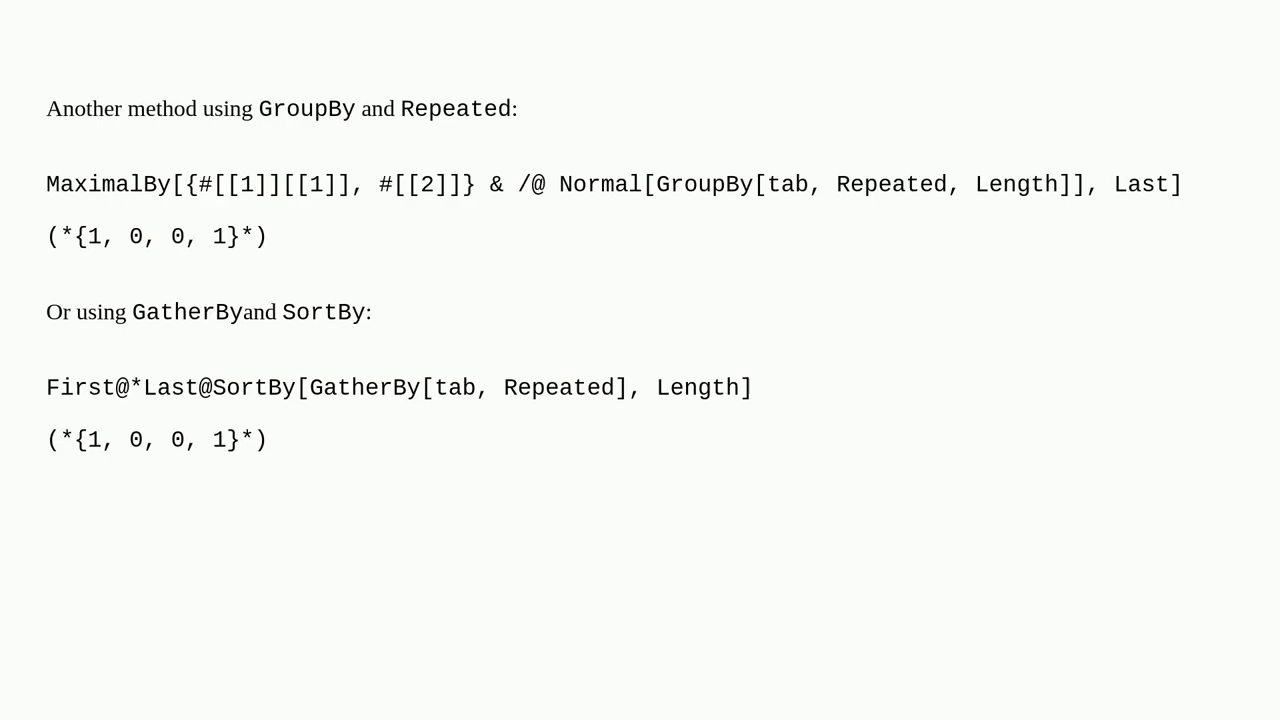 Another method using GroupBy and Repeated:
MaximalBy[{#[[1]][[1]], #[[2]]} & /@ Normal[GroupBy[tab, Repeated, Length]], Last]
(*{1, 0, 0, 1}*)
Or using GatherByand SortBy:
First@*Last@SortBy[GatherBy[tab, Repeated], Length]
(*{1, 0, 0, 1}*)